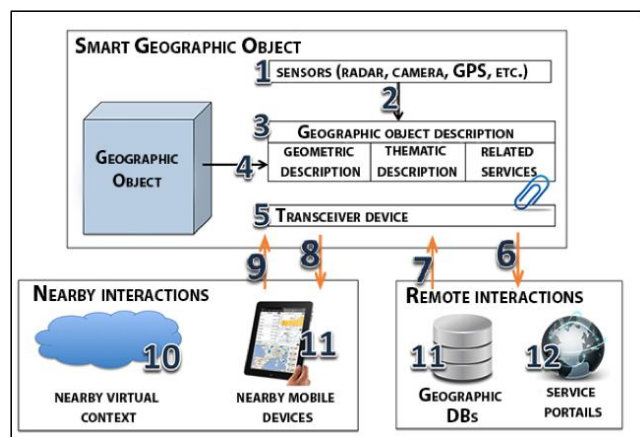 SMART GEOGRAPHIC OBJECT
1 SENSORS (RADAR, CAMERA, GPS, ETC.)
2
3 GEOGRAPHIC OBJECT DESCRIPTION
GEOGRAPHIC
OBJECT
4
GEOMETRIC
DESCRIPTION
THEMATIC
DESCRIPTION
RELATED
SERVICES
5 TRANSCEIVER DEVICE
9
8
7
6
NEARBY INTERACTIONS
10
11
NEARBY VIRTUAL
CONTEXT
NEARBY MOBILE
DEVICES
REMOTE INTERACTIONS
11
12
GEOGRAPHIC
DBS
SERVICE
PORTAILS